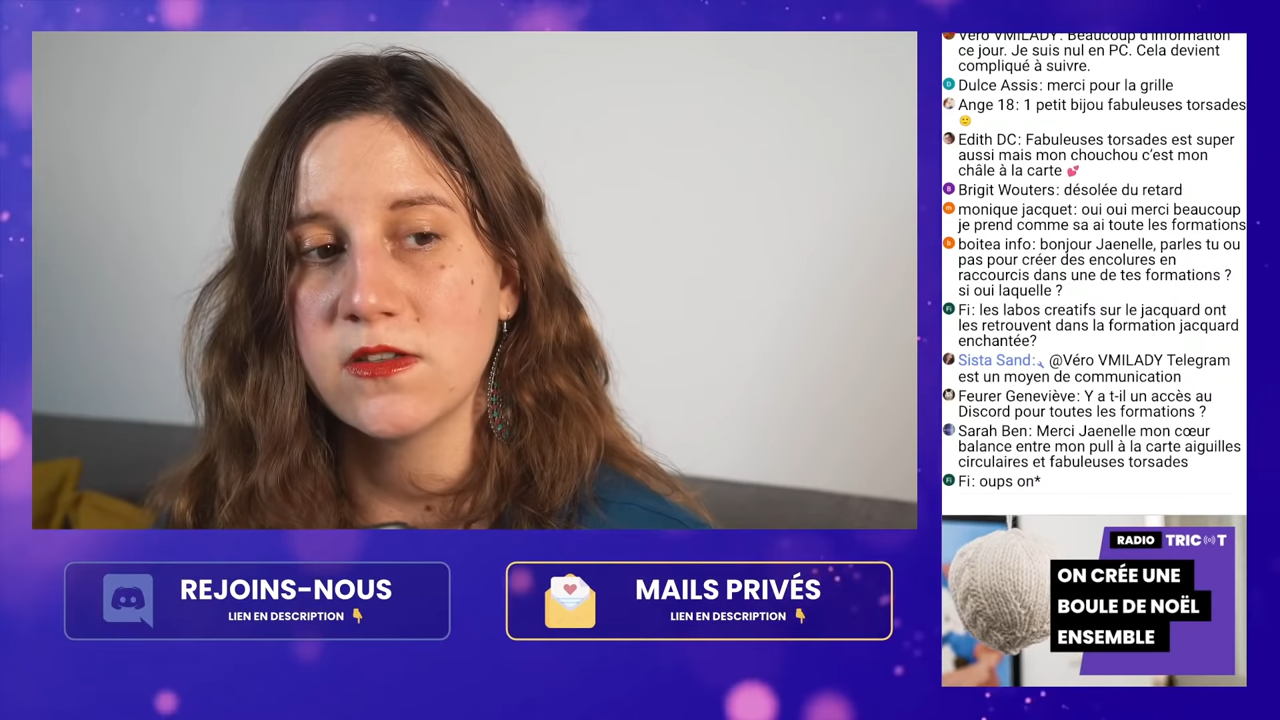 Véro VMILADY: Beaucoup d'information
ce jour. Je suis nul en PC. Cela devient
compliqué à suivre.
Dulce Assis: merci pour la grille
Ange 18: 1 petit bijou fabuleuses torsades
🙂
Edith DC: Fabuleuses torsades est super
aussi mais mon chouchou c'est mon
châle à la carte 💕
Brigit Wouters: désolée du retard
monique jacquet: oui oui merci beaucoup
je prend comme sa ai toute les formations
boitea info: bonjour Jaenelle, parles tu ou
pas pour créer des encolures en
raccourcis dans une de tes formations ?
si oui laquelle ?
Fi: les labos creatifs sur le jacquard ont
les retrouvent dans la formation jacquard
enchantée?
Sista Sand: @Véro VMILADY Telegram
est un moyen de communication
Feurer Geneviève: Y a t-il un accès au
Discord pour toutes les formations ?
Sarah Ben: Merci Jaenelle mon cœur
balance entre mon pull à la carte aiguilles
circulaires et fabuleuses torsades
Fi: oups on*
REJOINS-NOUS
LIEN EN DESCRIPTION 👇
MAILS PRIVÉS
LIEN EN DESCRIPTION 👇
RADIO TRICOT
ON CRÉE UNE
BOULE DE NOËL
ENSEMBLE